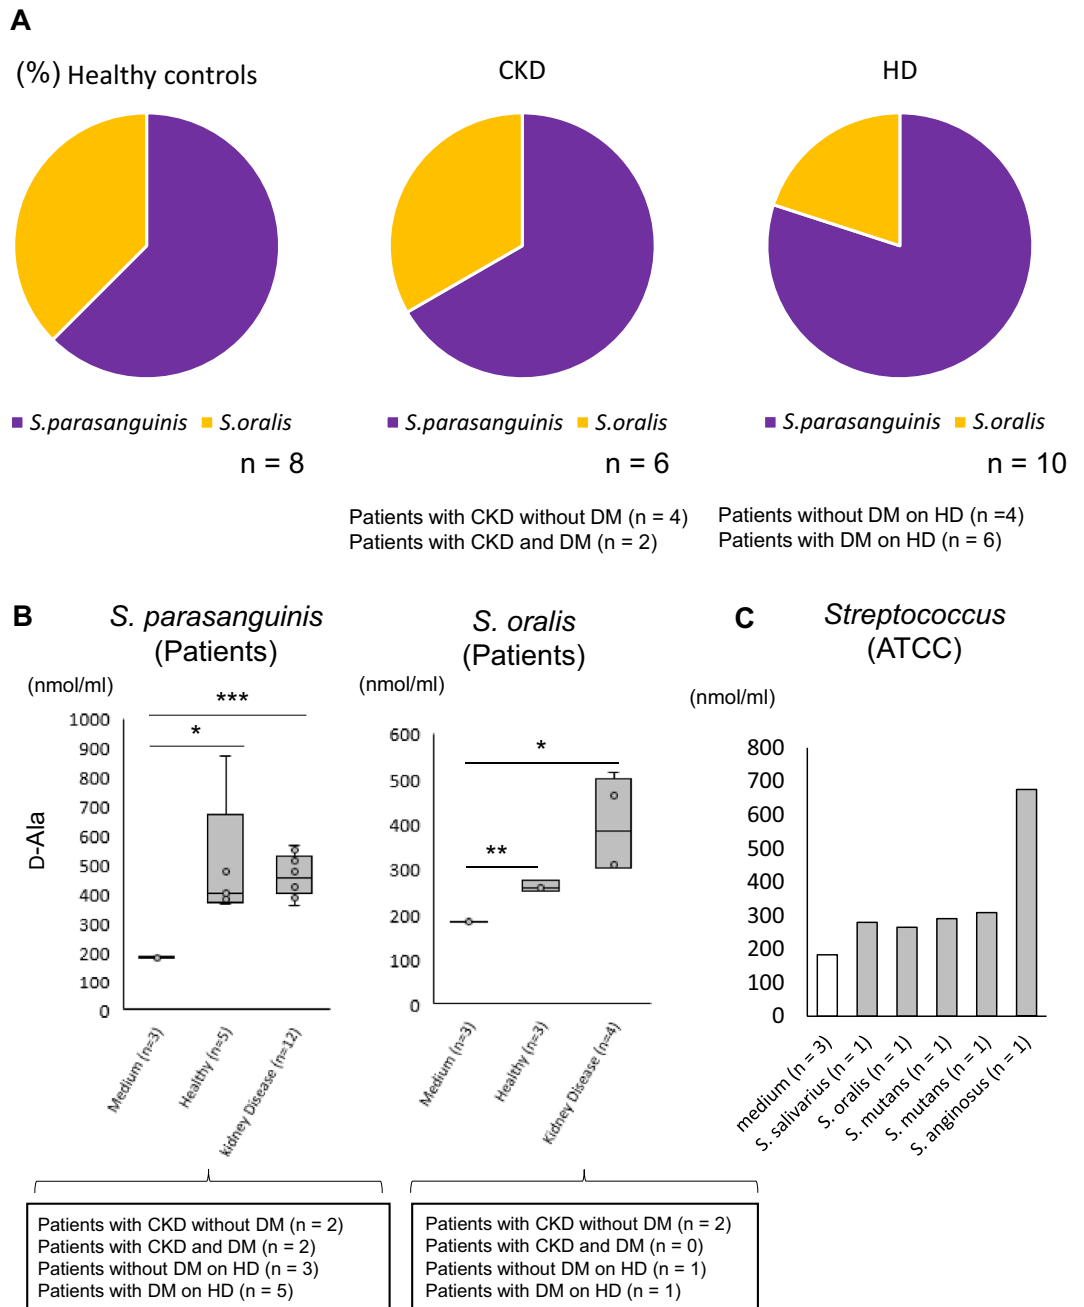 A
(%) Healthy controls
CKD
HD
S.parasanguinis S.oralis
n = 8
S.parasanguinis S.oralis
n = 6
S.parasanguinis S.oralis
n = 10
Patients with CKD without DM (n = 4)
Patients with CKD and DM (n = 2)
Patients without DM on HD (n =4)
Patients with DM on HD (n = 6)
B
S. parasanguinis
(Patients)
(nmol/ml)
D-Ala
1000
900
800
700
600
500
400
300
200
100
0
***
*
Medium (n=3)
Healthy (n=5)
kidney Disease (n=12)
Patients with CKD without DM (n = 2)
Patients with CKD and DM (n = 2)
Patients without DM on HD (n = 3)
Patients with DM on HD (n = 5)
S. oralis
(Patients)
(nmol/ml)
600
500
400
300
200
100
0
*
**
Medium (n=3)
Healthy (n=3)
Kidney Disease (n=4)
Patients with CKD without DM (n = 2)
Patients with CKD and DM (n = 0)
Patients without DM on HD (n = 1)
Patients with DM on HD (n = 1)
C
Streptococcus
(ATCC)
(nmol/ml)
800
700
600
500
400
300
200
100
0
medium (n = 3)
S. salivarius (n = 1)
S. oralis (n = 1)
S. mutans (n = 1)
S. mutans (n = 1)
S. anginosus (n = 1)